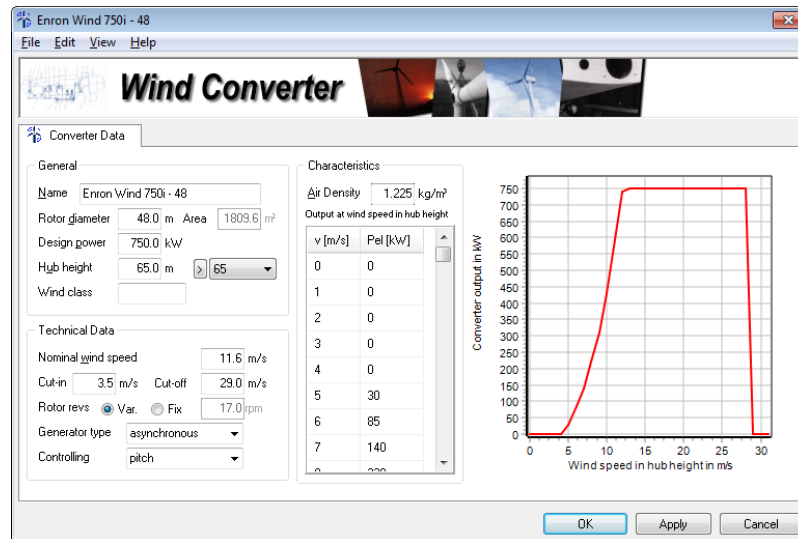 Enron Wind 750i - 48
File Edit View Help
Wind Converter
Converter Data
General
Name Enron Wind 750i - 48
Rotor diameter 48.0 m Area 1809.6 m²
Design power 750.0 kW
Hub height 65.0 m > 65
Wind class
Technical Data
Nominal wind speed 11.6 m/s
Cut-in 3.5 m/s Cut-off 29.0 m/s
Rotor revs Var. Fix 17.0 rpm
Generator type asynchronous
Controlling pitch
Characteristics
Air Density 1.225 kg/m³
Output at wind speed in hub height
v [m/s] Pel [kW]
0 0
1 0
2 0
3 0
4 0
5 30
6 85
7 140
Converter output in kW
750
700
650
600
550
500
450
400
350
300
250
200
150
100
50
0
0 5 10 15 20 25 30
Wind speed in hub height in m/s
OK Apply Cancel